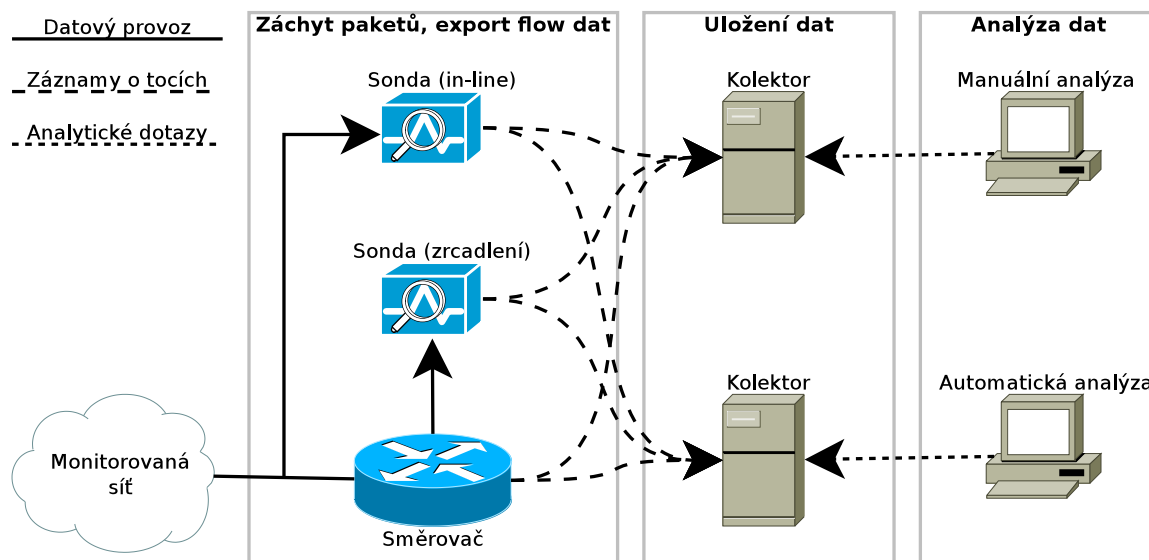 Datový provoz
Záznamy o tocích
Analytické dotazy
Záchyt paketů, export flow dat
Uložení dat
Analýza dat
Sonda (in-line)
Kolektor
Manuální analýza
Sonda (zrcadlení)
Kolektor
Automatická analýza
Monitorovaná
síť
Směrovač